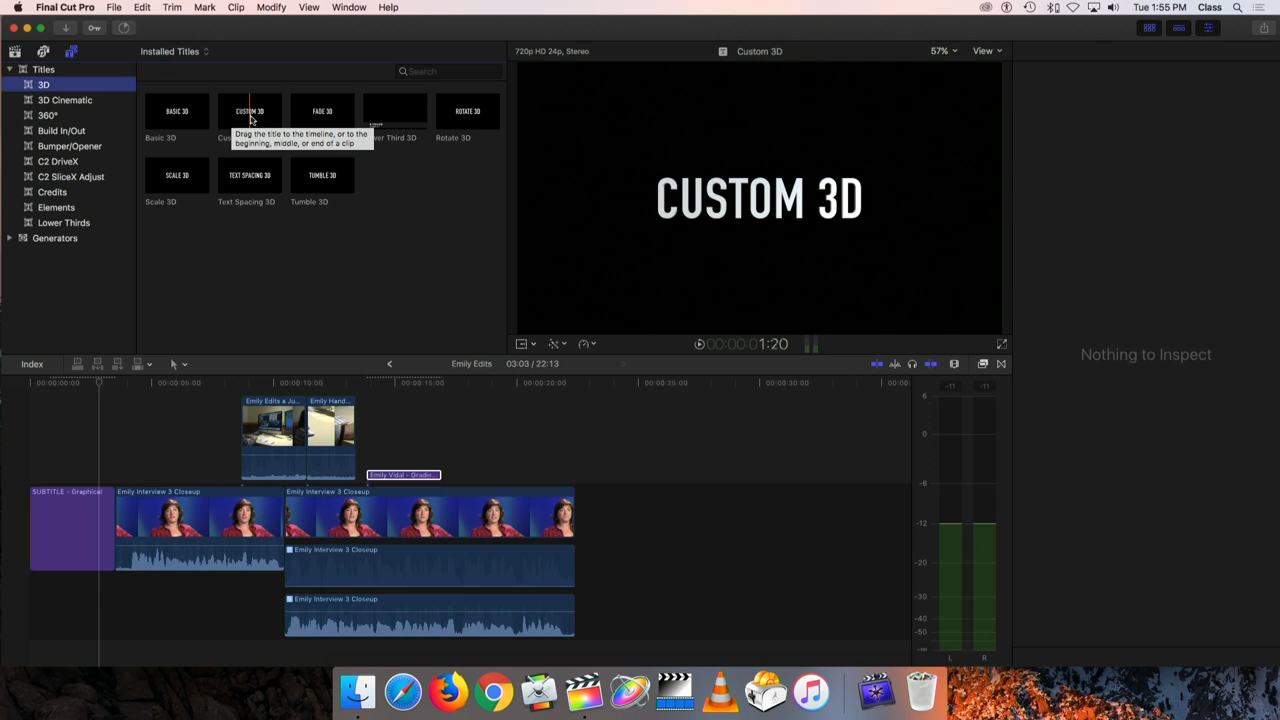 Final Cut Pro File Edit Trim Mark Clip Modify View Window Help Tue 1:55 PM Class
Installed Titles
720p HD 24p, Stereo
Custom 3D
57%
View
Titles
Search
3D
3D Cinematic
360°
Build In/Out
Bumper/Opener
C2 DriveX
C2 SliceX Adjust
Credits
Elements
Lower Thirds
Generators
BASIC 3D
CUSTOM 3D
FADE 3D
ROTATE 3D
Basic 3D
Drag the title to the timeline, or to the
beginning, middle, or end of a clip
Third 3D
Rotate 3D
SCALE 3D
TEXT SPACING 3D
TUMBLE 3D
Scale 3D
Text Spacing 3D
Tumble 3D
CUSTOM 3D
00:00:00:01:20
Nothing to Inspect
Index
Emily Edits
03:03 / 22:13
00:00:00:00
00:00:05:00
00:00:10:00
00:00:15:00
00:00:20:00
00:00:25:00
00:00:30:00
-11 -11
Emily Edits a Ju...
Emily Hand...
Emily Vidal - Gradie...
SUBTITLE - Graphical
Emily Interview 3 Closeup
Emily Interview 3 Closeup
Emily Interview 3 Closeup
Emily Interview 3 Closeup
6
0
-6
-12
-20
-30
-40
-50
-∞
L R